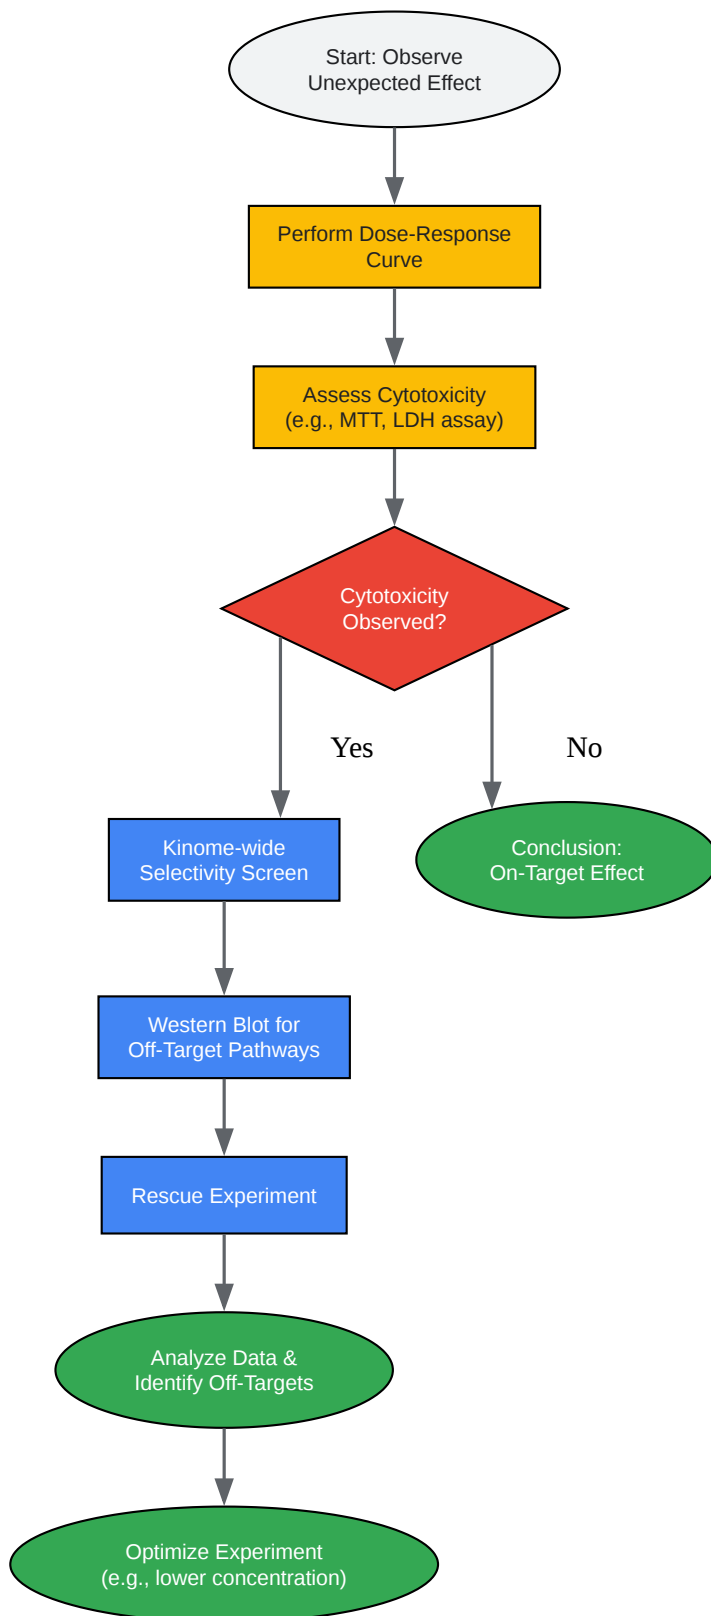 Start: Observe
Unexpected Effect
Perform Dose-Response
Curve
Assess Cytotoxicity
(e.g., MTT, LDH assay)
Cytotoxicity
Observed?
Yes
No
Kinome-wide
Selectivity Screen
Conclusion:
On-Target Effect
Western Blot for
Off-Target Pathways
Rescue Experiment
Analyze Data &
Identify Off-Targets
Optimize Experiment
(e.g., lower concentration)